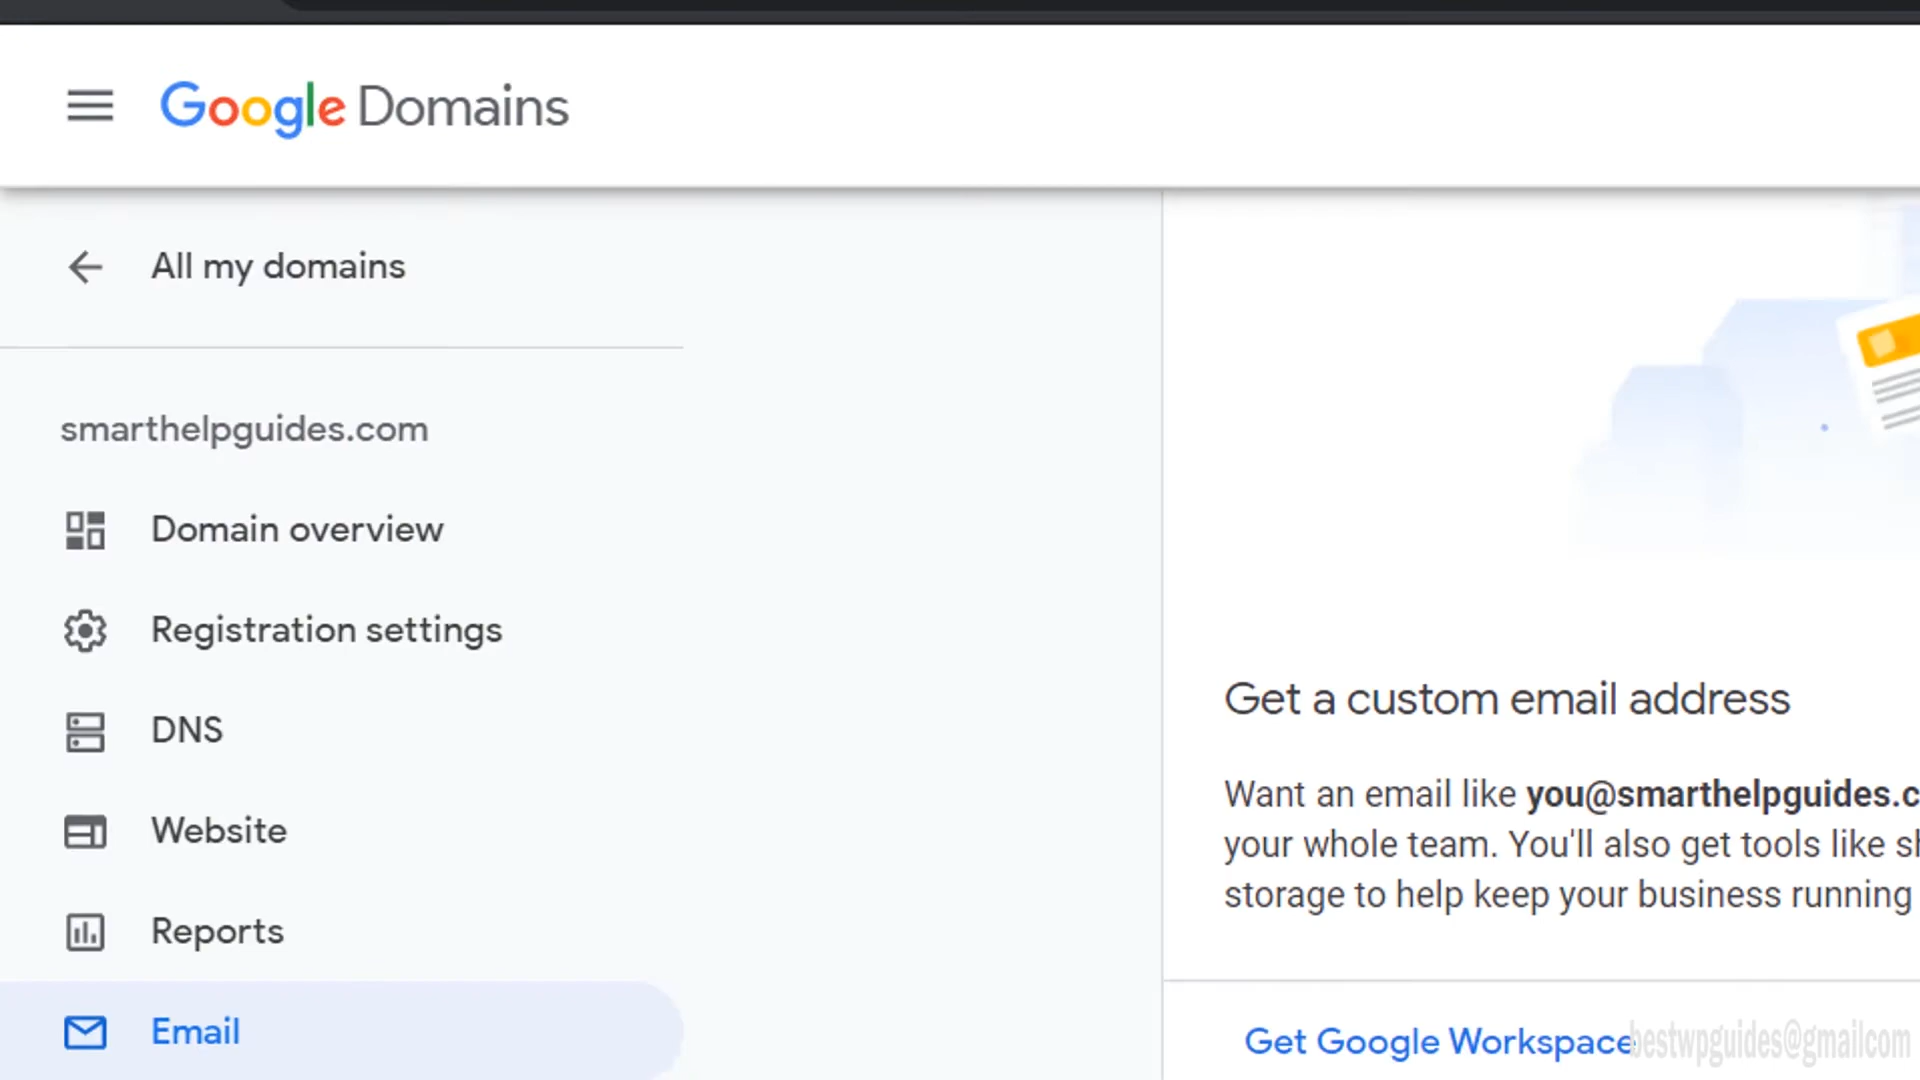 Google Domains
All my domains
smarthelpguides.com
Domain overview
Registration settings
DNS
Website
Reports
Email
Get a custom email address
Want an email like you@smarthelpguides.c
your whole team. You'll also get tools like sh
storage to help keep your business running
Get Google Workspace
bestwpguides@gmailcom